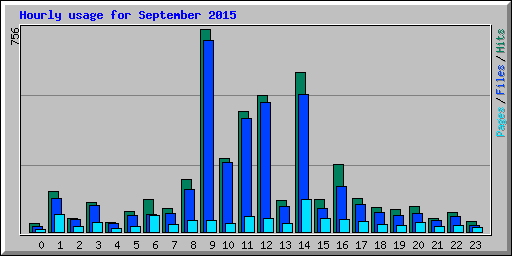 Hourly usage for September 2015
756
Pages / Files / Hits
0 1 2 3 4 5 6 7 8 9 10 11 12 13 14 15 16 17 18 19 20 21 22 23